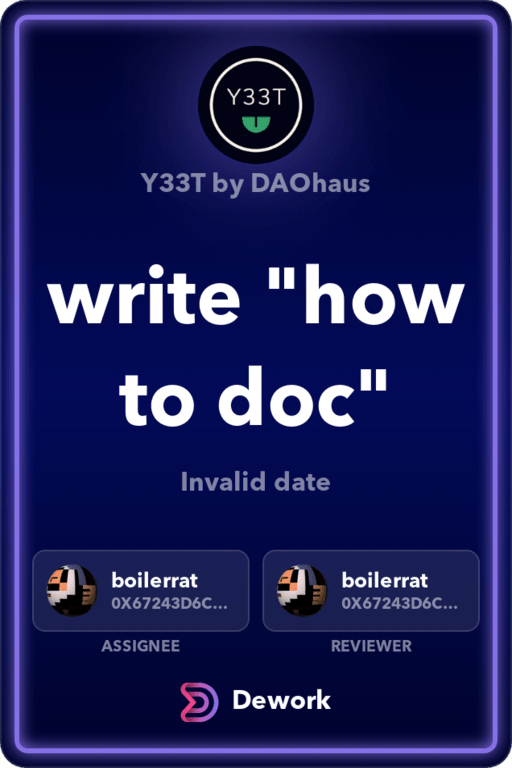 Y33T
Y33T by DAOhaus
write "how
to doc"
Invalid date
boilerrat
0X67243D6C...
ASSIGNEE
boilerrat
0X67243D6C...
REVIEWER
Dework